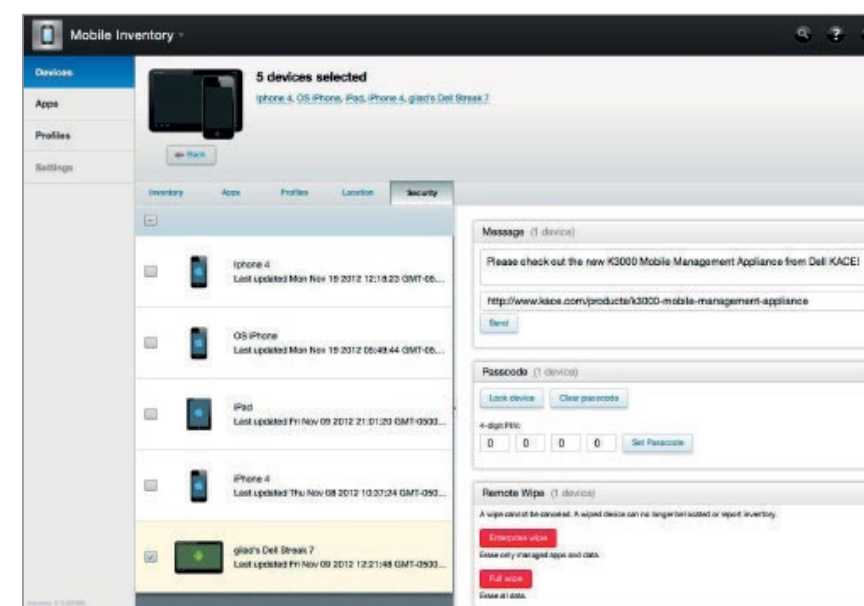 Mobile Inventory
?
Devices
Apps
Profiles
Settings
5 devices selected
Iphone 4, OS iPhone, iPad, iPhone 4, glad's Dell Streak 7
Back
Inventory
Apps
Profiles
Location
Security
Iphone 4
Last updated Mon Nov 19 2012 12:18:23 GMT-05...
OS iPhone
Last updated Mon Nov 19 2012 05:49:44 GMT-05...
iPad
Last updated Fri Nov 09 2012 21:01:20 GMT-0500...
iPhone 4
Last updated Thu Nov 08 2012 10:37:24 GMT-050...
glad's Dell Streak 7
Last updated Fri Nov 09 2012 12:21:48 GMT-0500...
Message (1 device)
Please check out the new K3000 Mobile Management Appliance from Dell KACE!
http://www.kace.com/products/k3000-mobile-management-appliance
Send
Passcode (1 device)
Lock device
Clear passcode
4-digit PIN:
0 0 0 0 Set Passcode
Remote Wipe (1 device)
A wipe cannot be canceled. A wiped device can no longer be located or report inventory.
Enterprise wipe
Erase only managed apps and data.
Full wipe
Erase all data.